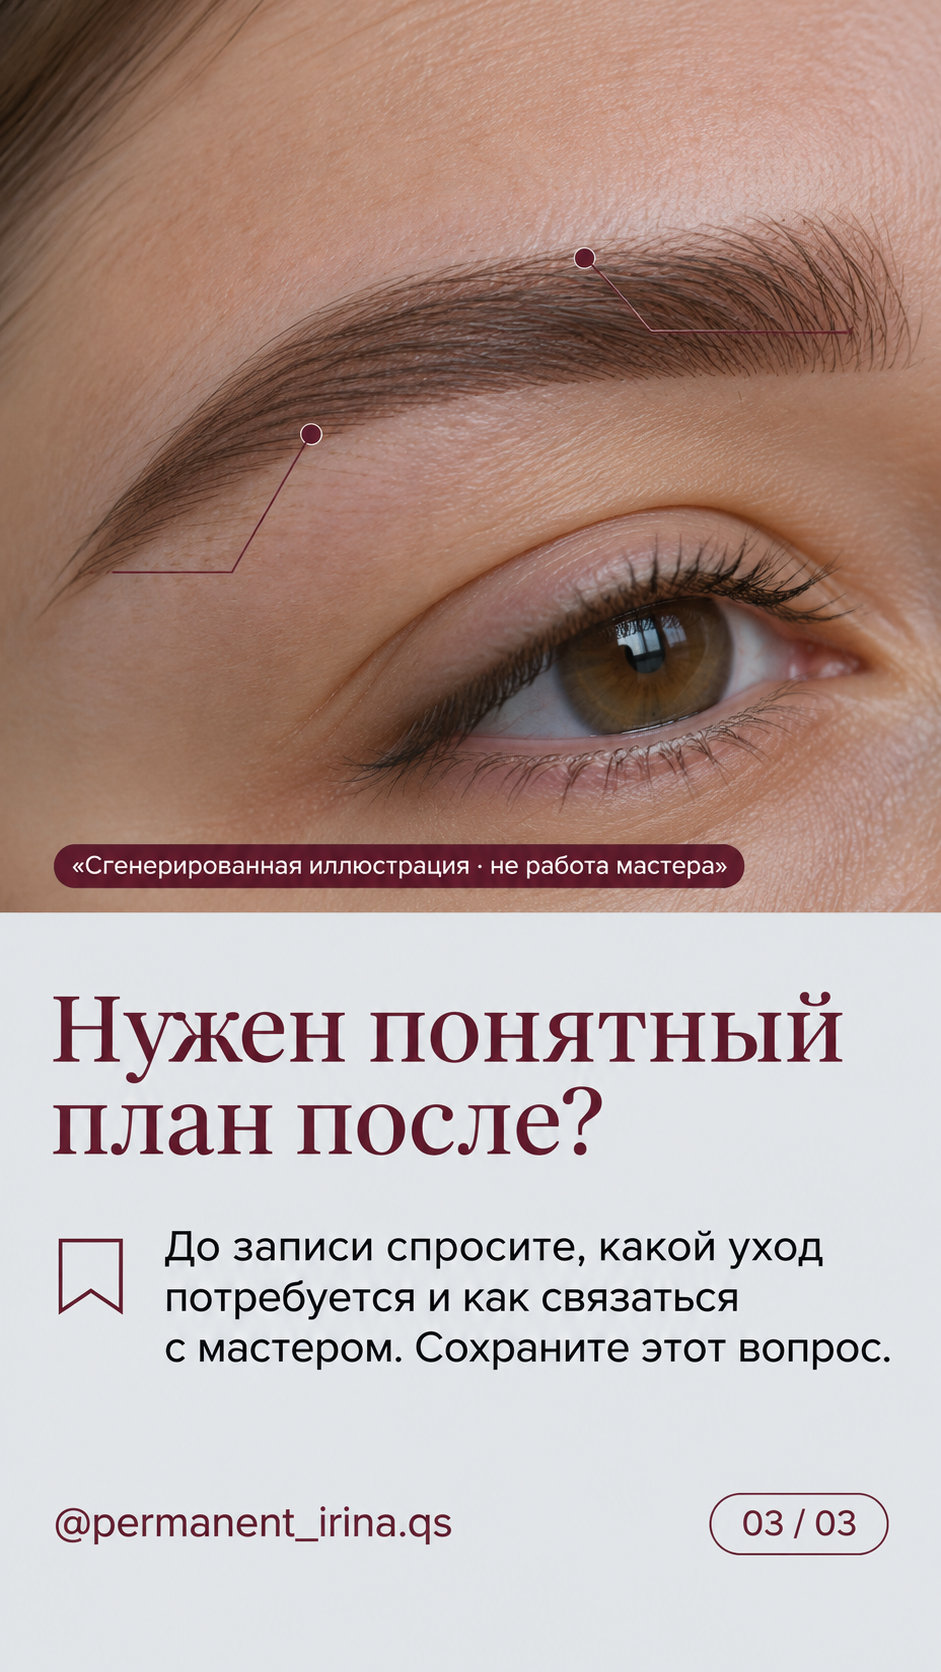 «Сгенерированная иллюстрация · не работа мастера»
Нужен понятный
план после?
До записи спросите, какой уход
потребуется и как связаться
с мастером. Сохраните этот вопрос.
@permanent_irina.qs
03 / 03